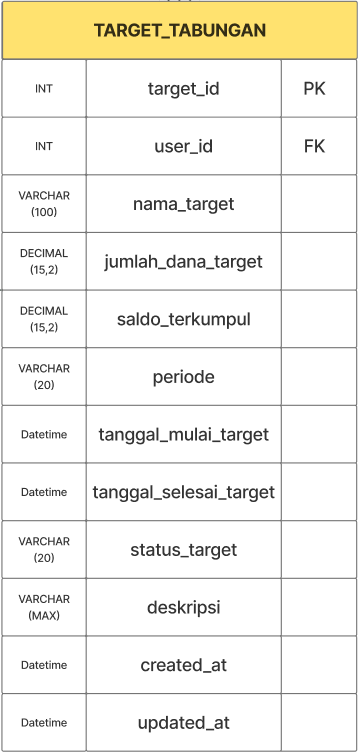 TARGET_TABUNGAN
INT target_id PK
INT user_id FK
VARCHAR
(100) nama_target
DECIMAL
(15,2) jumlah_dana_target
DECIMAL
(15,2) saldo_terkumpul
VARCHAR
(20) periode
Datetime tanggal_mulai_target
Datetime tanggal_selesai_target
VARCHAR
(20) status_target
VARCHAR
(MAX) deskripsi
Datetime created_at
Datetime updated_at